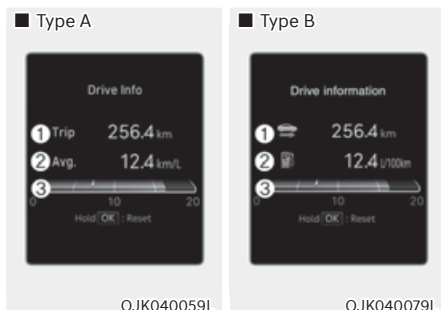 ■ Type A
Drive Info
① Trip 256.4 km
② Avg. 12.4 km/L
③
0 10 20
Hold OK : Reset
OJK040059L
■ Type B
Drive information
① 256.4 km
② 12.4 L/100km
③
0 10 20
Hold OK : Reset
OJK040079L